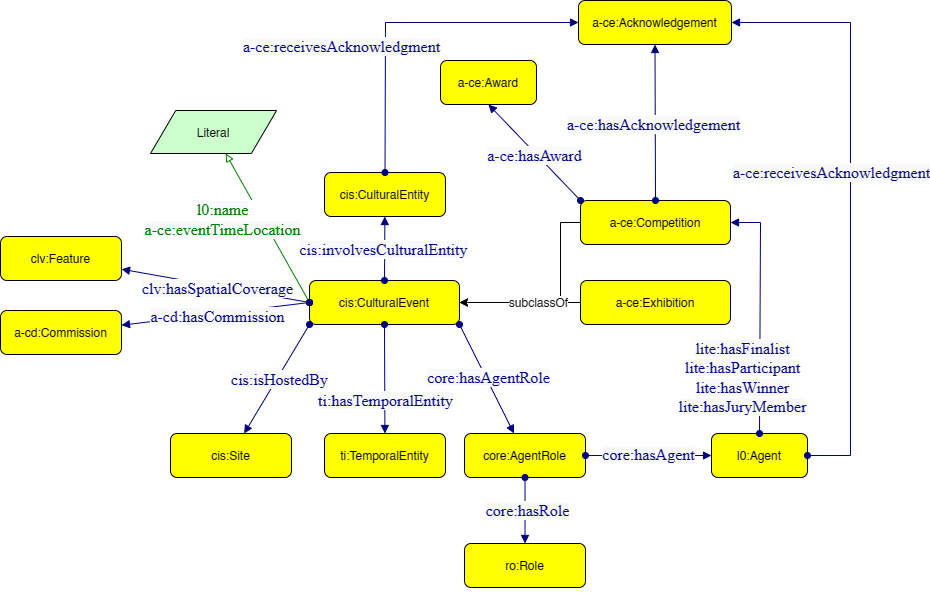 a-ce:Acknowledgement
a-ce:receivesAcknowledgment
a-ce:Award
a-ce:hasAcknowledgement
Literal
a-ce:hasAward
a-ce:receivesAcknowledgment
cis:CulturalEntity
l0:name
a-ce:eventTimeLocation
a-ce:Competition
cis:involvesCulturalEntity
clv:Feature
clv:hasSpatialCoverage
cis:CulturalEvent
subclassOf
a-ce:Exhibition
a-cd:hasCommission
a-cd:Commission
lite:hasFinalist
lite:hasParticipant
lite:hasWinner
lite:hasJuryMember
cis:isHostedBy
core:hasAgentRole
ti:hasTemporalEntity
cis:Site
ti:TemporalEntity
core:AgentRole
core:hasAgent
l0:Agent
core:hasRole
ro:Role